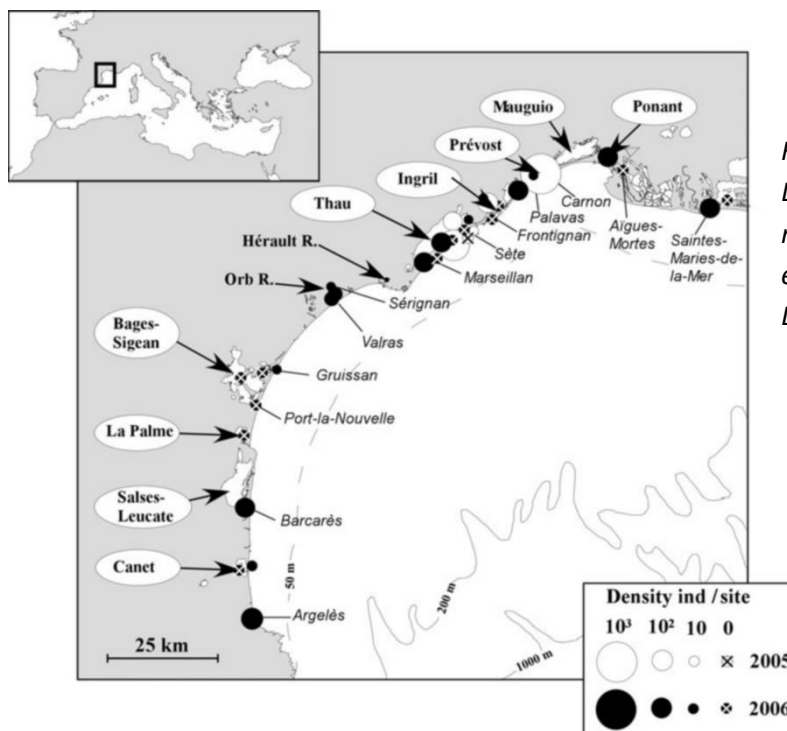 Mauguio
Ponant
Prévost
Ingril
Thau
Carnon
Palavas
Frontignan
Aïgues-
Mortes
Saintes-
Maries-de-
la-Mer
Sète
Hérault R.
Marseillan
Orb R.
Sérignan
Valras
Bages-
Sigean
Gruissan
Port-la-Nouvelle
La Palme
Salses-
Leucate
Barcarès
Canet
Argelès
50 m
200 m
1000 m
25 km
Density ind / site
10³ 10² 10 0
2005
2006